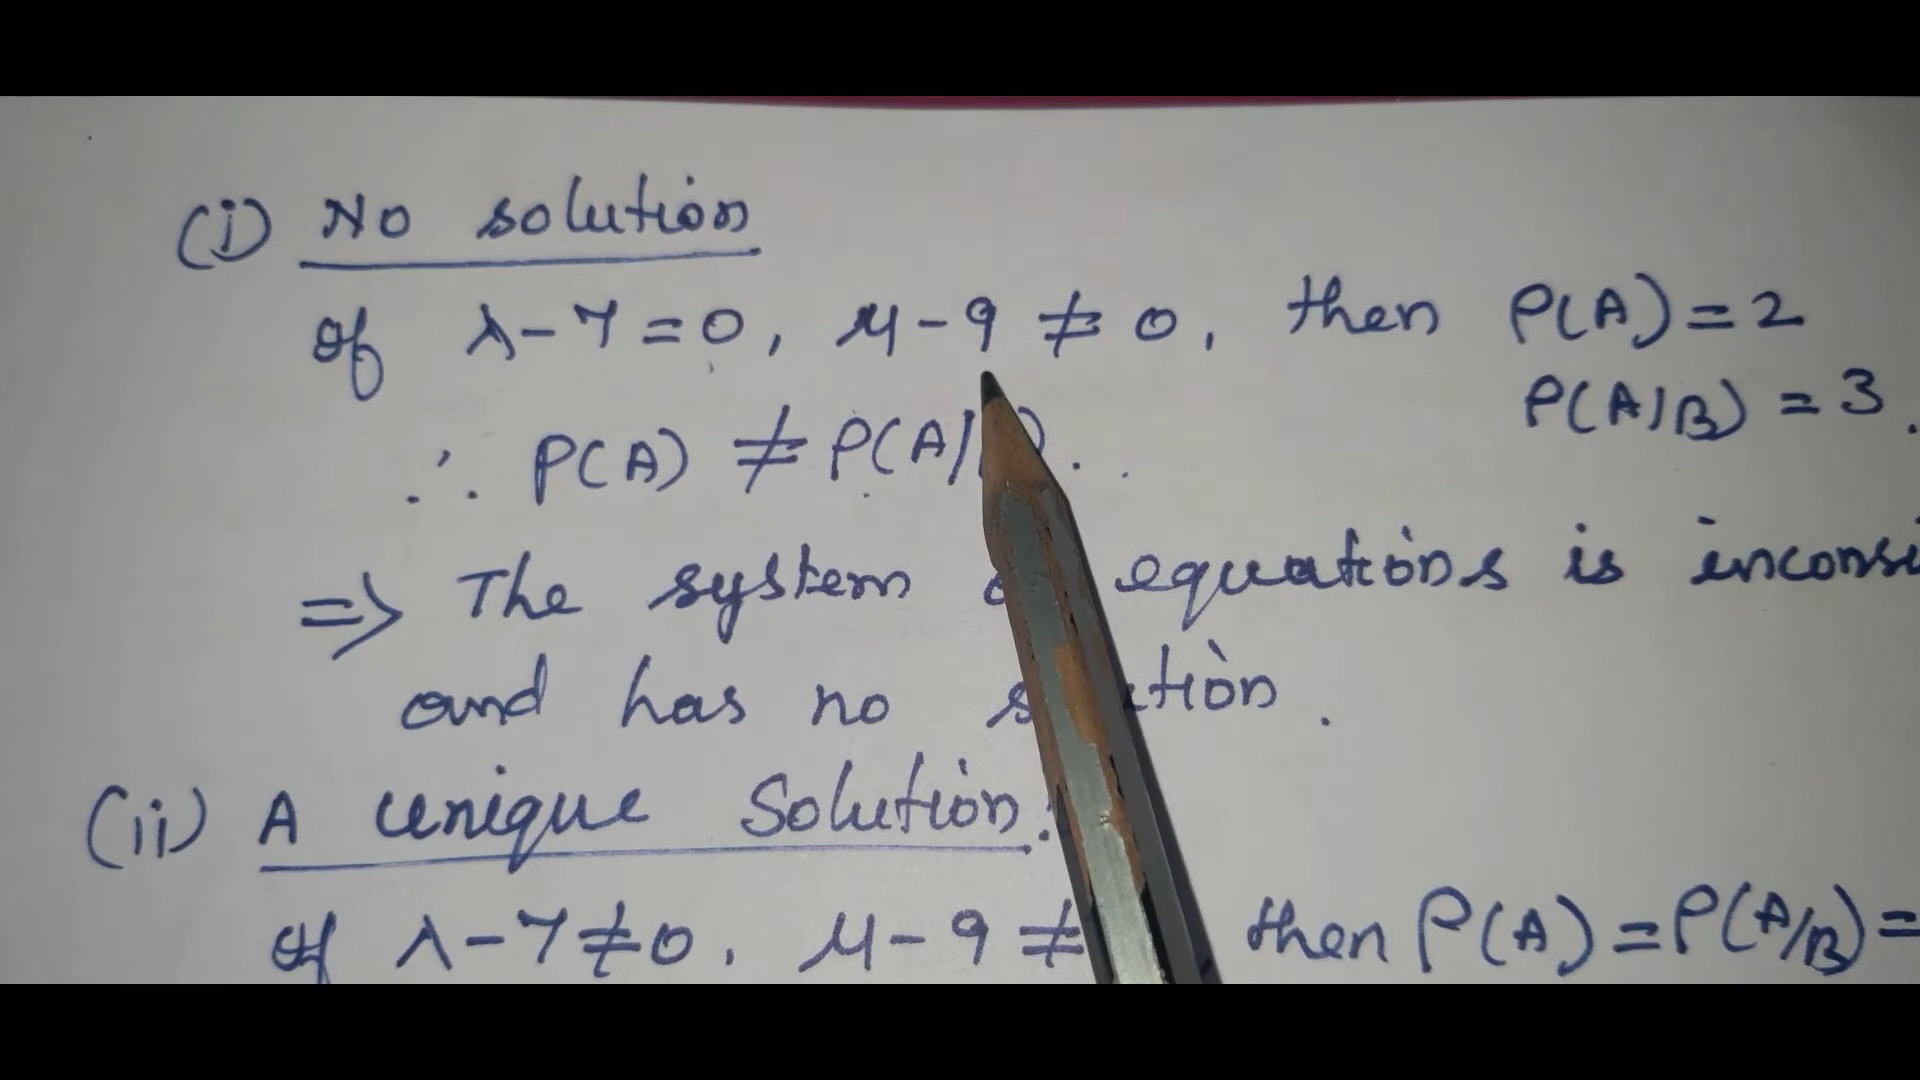 (i) No solution
If λ-7=0, μ-9 ≠ 0, then ρ(A)=2
ρ(A/B) = 3.
∴ ρ(A) ≠ ρ(A/
=> The system equations is
and has no
(ii) A unique Solution:
If λ-7≠0, μ-9 ≠ then ρ(A)=ρ(A/B)=